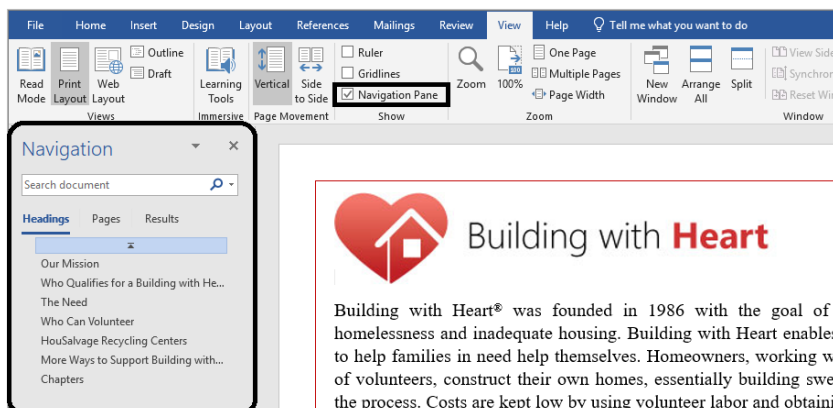 File Home Insert Design Layout References Mailings Review View Help Tell me what you want to do
Read Mode
Print Layout
Web Layout
Outline
Draft
Views
Learning Tools
Immersive
Vertical
Side to Side
Page Movement
Ruler
Gridlines
Navigation Pane
Show
Zoom
100%
One Page
Multiple Pages
Page Width
Zoom
New Window
Arrange All
Split
View Side
Synchron
Reset Win
Window
Navigation
Search document
Headings Pages Results
Our Mission
Who Qualifies for a Building with He...
The Need
Who Can Volunteer
HouSalvage Recycling Centers
More Ways to Support Building with...
Chapters
Building with Heart
Building with Heart® was founded in 1986 with the goal of
homelessness and inadequate housing. Building with Heart enables
to help families in need help themselves. Homeowners, working w
of volunteers, construct their own homes, essentially building swe
the process. Costs are kept low by using volunteer labor and obtaini